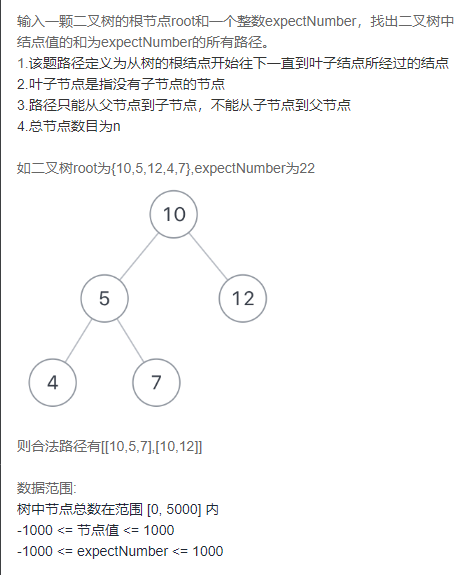 输入一颗二叉树的根节点root和一个整数expectNumber，找出二叉树中
结点值的和为expectNumber的所有路径。
1.该题路径定义为从树的根结点开始往下一直到叶子结点所经过的结点
2.叶子节点是指没有子节点的节点
3.路径只能从父节点到子节点，不能从子节点到父节点
4.总节点数目为n
如二叉树root为{10,5,12,4,7},expectNumber为22
10
5
12
4
7
则合法路径有[[10,5,7],[10,12]]
数据范围:
树中节点总数在范围 [0, 5000] 内
-1000 <= 节点值 <= 1000
-1000 <= expectNumber <= 1000